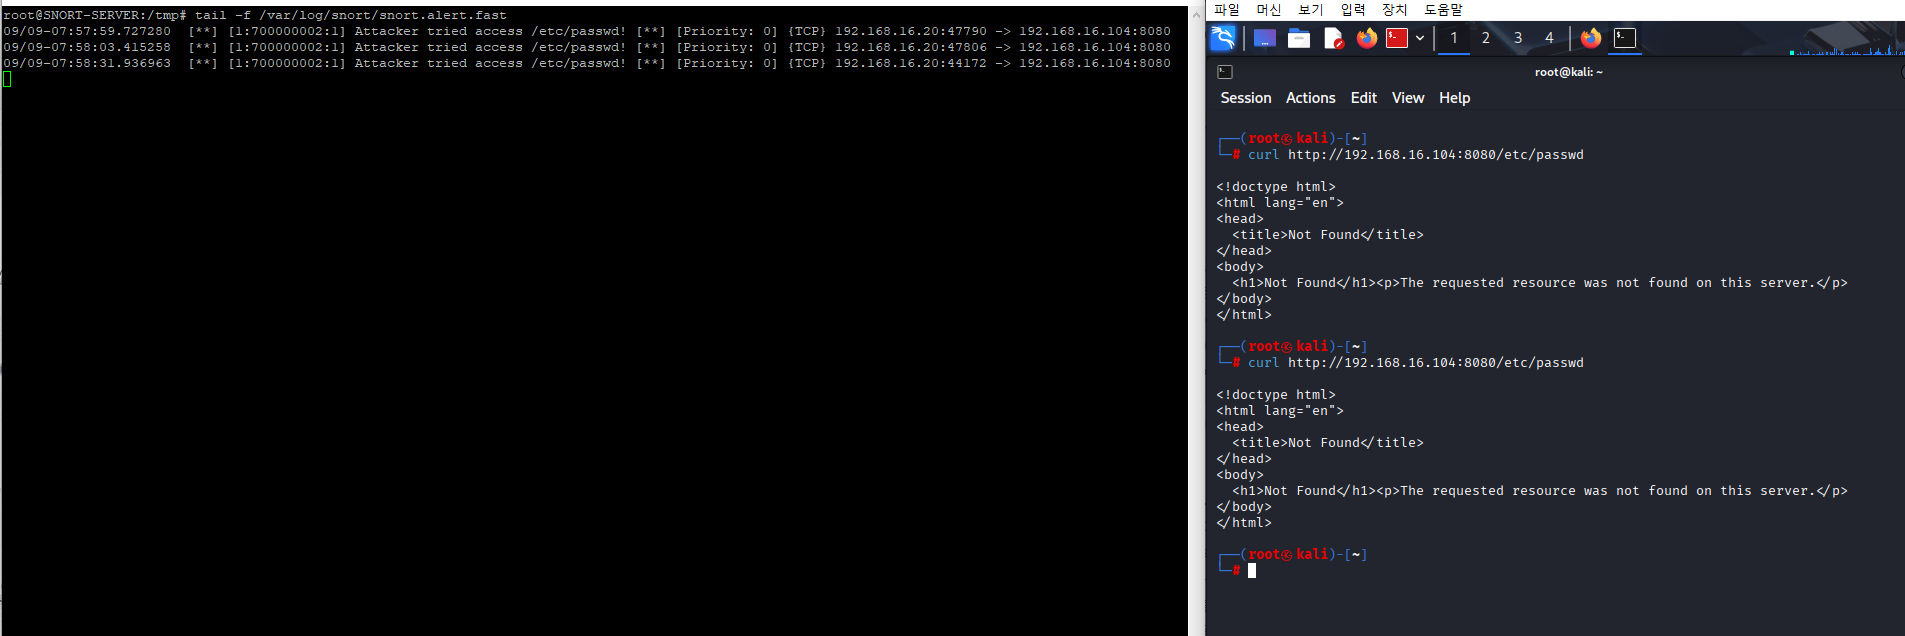 root@SNORT-SERVER:/tmp# tail -f /var/log/snort/snort.alert.fast
09/09-07:57:59.727280  [**] [1:700000002:1] Attacker tried access /etc/passwd! [**] [Priority: 0] {TCP} 192.168.16.20:47790 -> 192.168.16.104:8080
09/09-07:58:03.415258  [**] [1:700000002:1] Attacker tried access /etc/passwd! [**] [Priority: 0] {TCP} 192.168.16.20:47806 -> 192.168.16.104:8080
09/09-07:58:31.936963  [**] [1:700000002:1] Attacker tried access /etc/passwd! [**] [Priority: 0] {TCP} 192.168.16.20:44172 -> 192.168.16.104:8080
파일 머신 보기 입력 장치 도움말
1 2 3 4
root@kali: ~
Session Actions Edit View Help
┌──(root㉿kali)-[~]
└─# curl http://192.168.16.104:8080/etc/passwd
<!doctype html>
<html lang="en">
<head>
  <title>Not Found</title>
</head>
<body>
  <h1>Not Found</h1><p>The requested resource was not found on this server.</p>
</body>
</html>
┌──(root㉿kali)-[~]
└─# curl http://192.168.16.104:8080/etc/passwd
<!doctype html>
<html lang="en">
<head>
  <title>Not Found</title>
</head>
<body>
  <h1>Not Found</h1><p>The requested resource was not found on this server.</p>
</body>
</html>
┌──(root㉿kali)-[~]
└─#